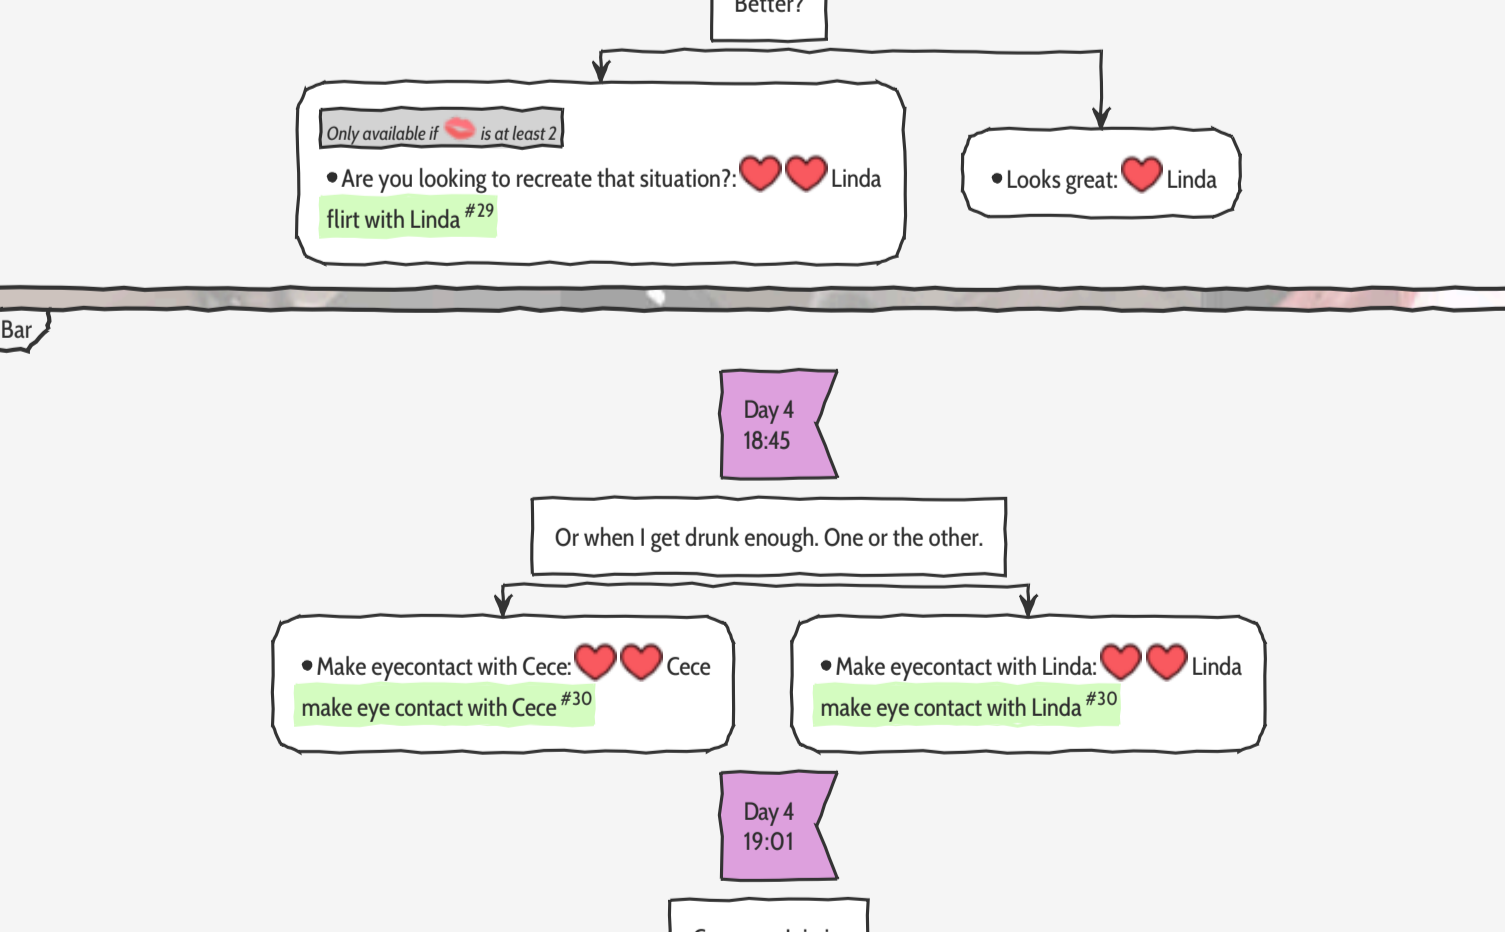 Better?
Only available if is at least 2
Are you looking to recreate that situation?: Linda
flirt with Linda #29
Looks great: Linda
Bar
Day 4
18:45
Or when I get drunk enough. One or the other.
Make eyecontact with Cece: Cece
make eye contact with Cece #30
Make eyecontact with Linda: Linda
make eye contact with Linda #30
Day 4
19:01